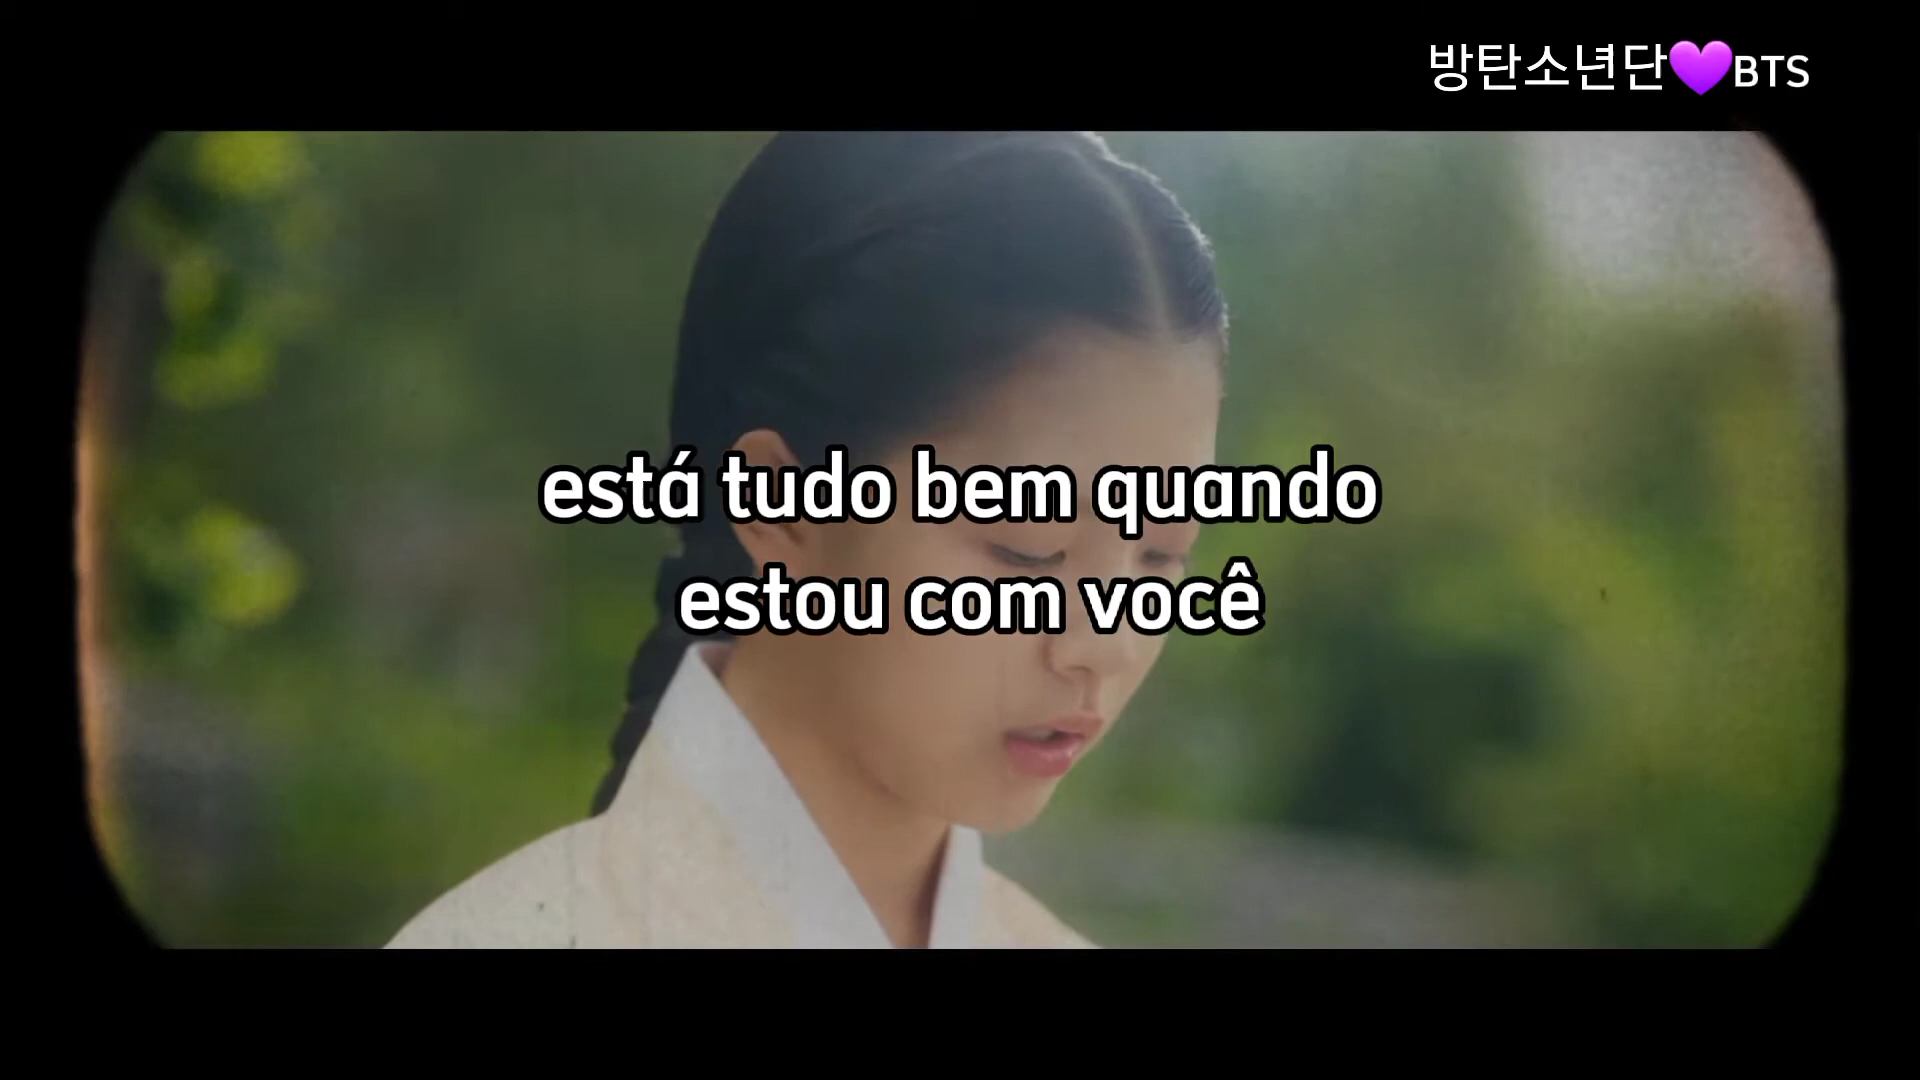 방탄소년단💜BTS
está tudo bem quando
estou com você